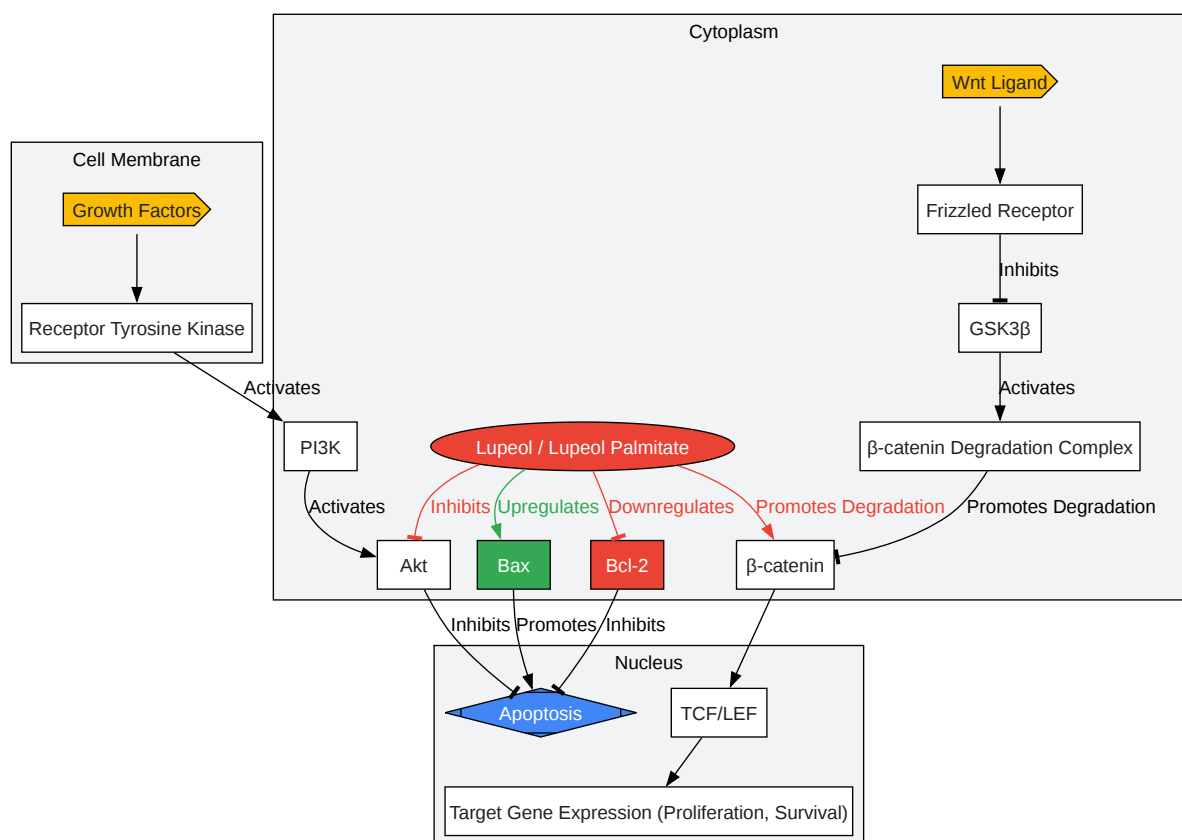 Cytoplasm
Wnt Ligand
Cell Membrane
Growth Factors
Frizzled Receptor
Inhibits
Receptor Tyrosine Kinase
GSK3β
Activates
Activates
PI3K
Lupeol / Lupeol Palmitate
β-catenin Degradation Complex
Activates
Inhibits
Upregulates
Downregulates
Promotes Degradation
Promotes Degradation
Akt
Bax
Bcl-2
β-catenin
Inhibits
Promotes
Inhibits
Nucleus
Apoptosis
TCF/LEF
Target Gene Expression (Proliferation, Survival)